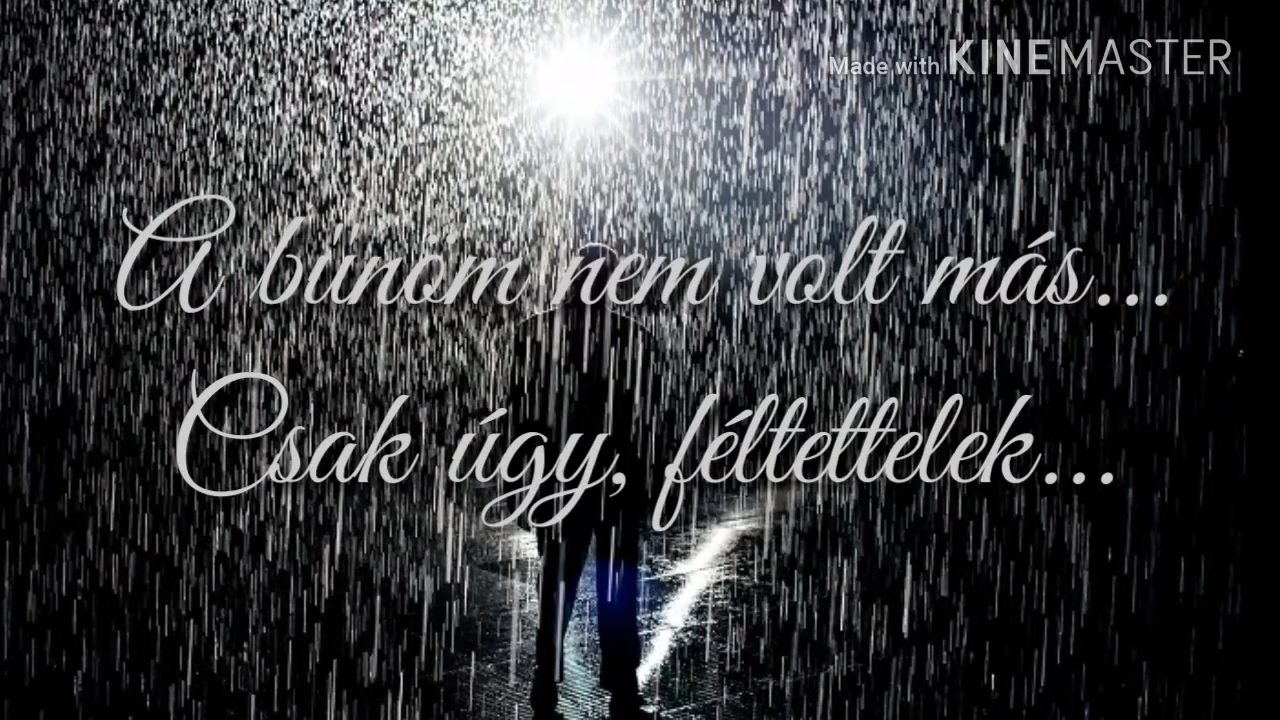 Made with KINEMASTER
A bűnöm nem volt más...
Csak úgy, féltettelek...